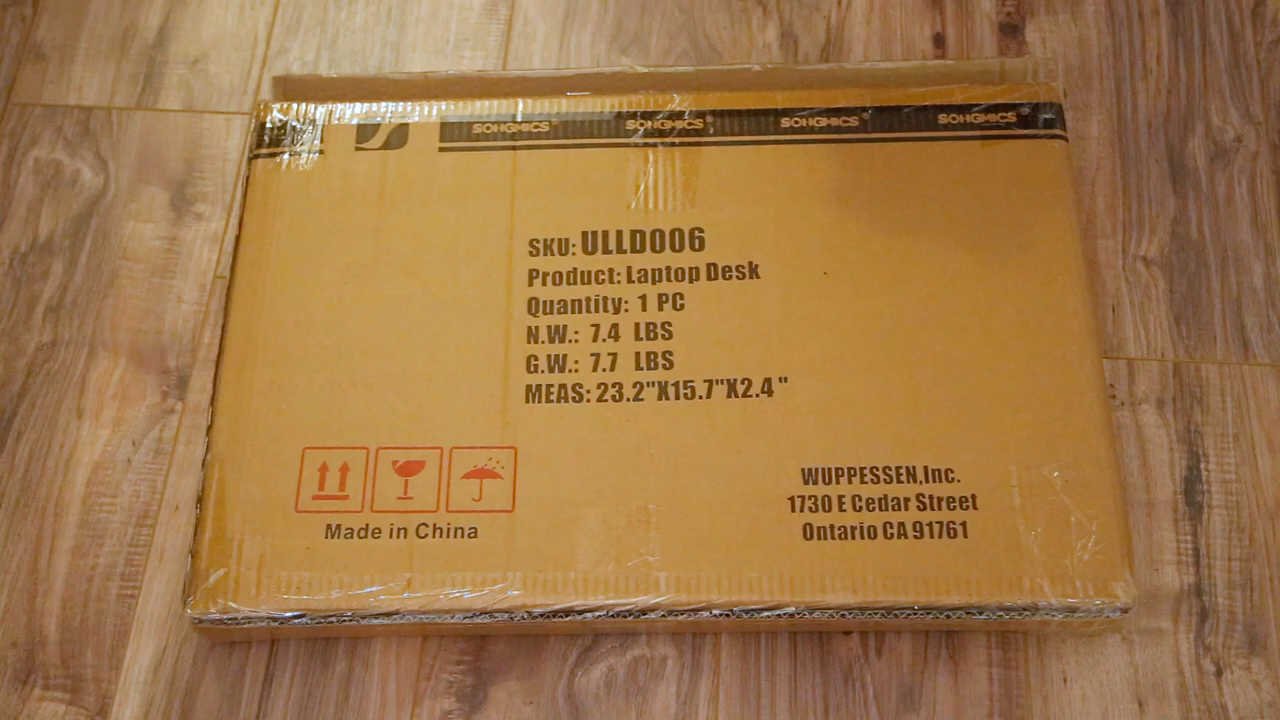 SONGMICS® SONGMICS® SONGMICS® SONGMICS®
SKU: ULLD006
Product: Laptop Desk
Quantity: 1 PC
N.W.: 7.4 LBS
G.W.: 7.7 LBS
MEAS: 23.2"X15.7"X2.4"
Made in China
WUPPESSEN,Inc.
1730 E Cedar Street
Ontario CA 91761